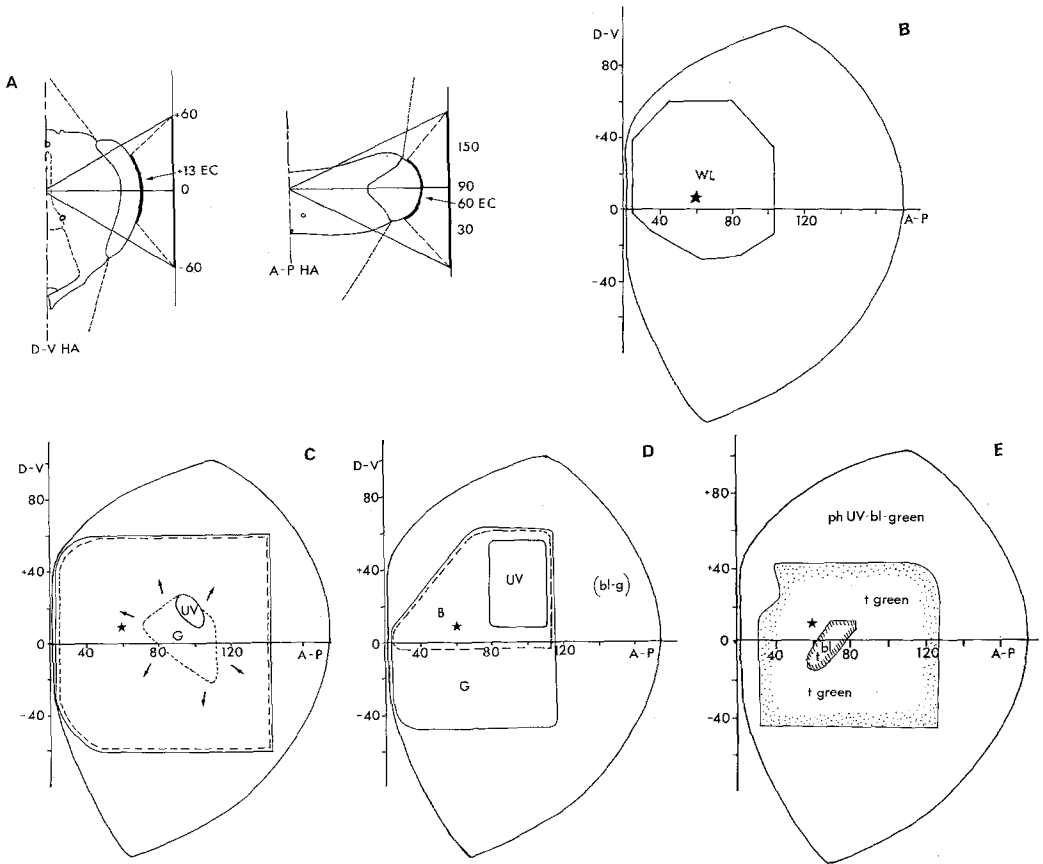 A
+60
+13 EC
0
-60
D-V HA
150
90
60 EC
30
A-P HA
B
D-V
80
+40
WL
0
40 80 120
A-P
-40
C
D-V
80
+40
UV
G
0
40 80 120
A-P
-40
D
D-V
80
+40
UV
(bl-g)
B
0
40 80 120
A-P
G
-40
E
+80
ph UV-bl-green
+40
t green
0
40 80 120
A-P
t bl
t green
-40